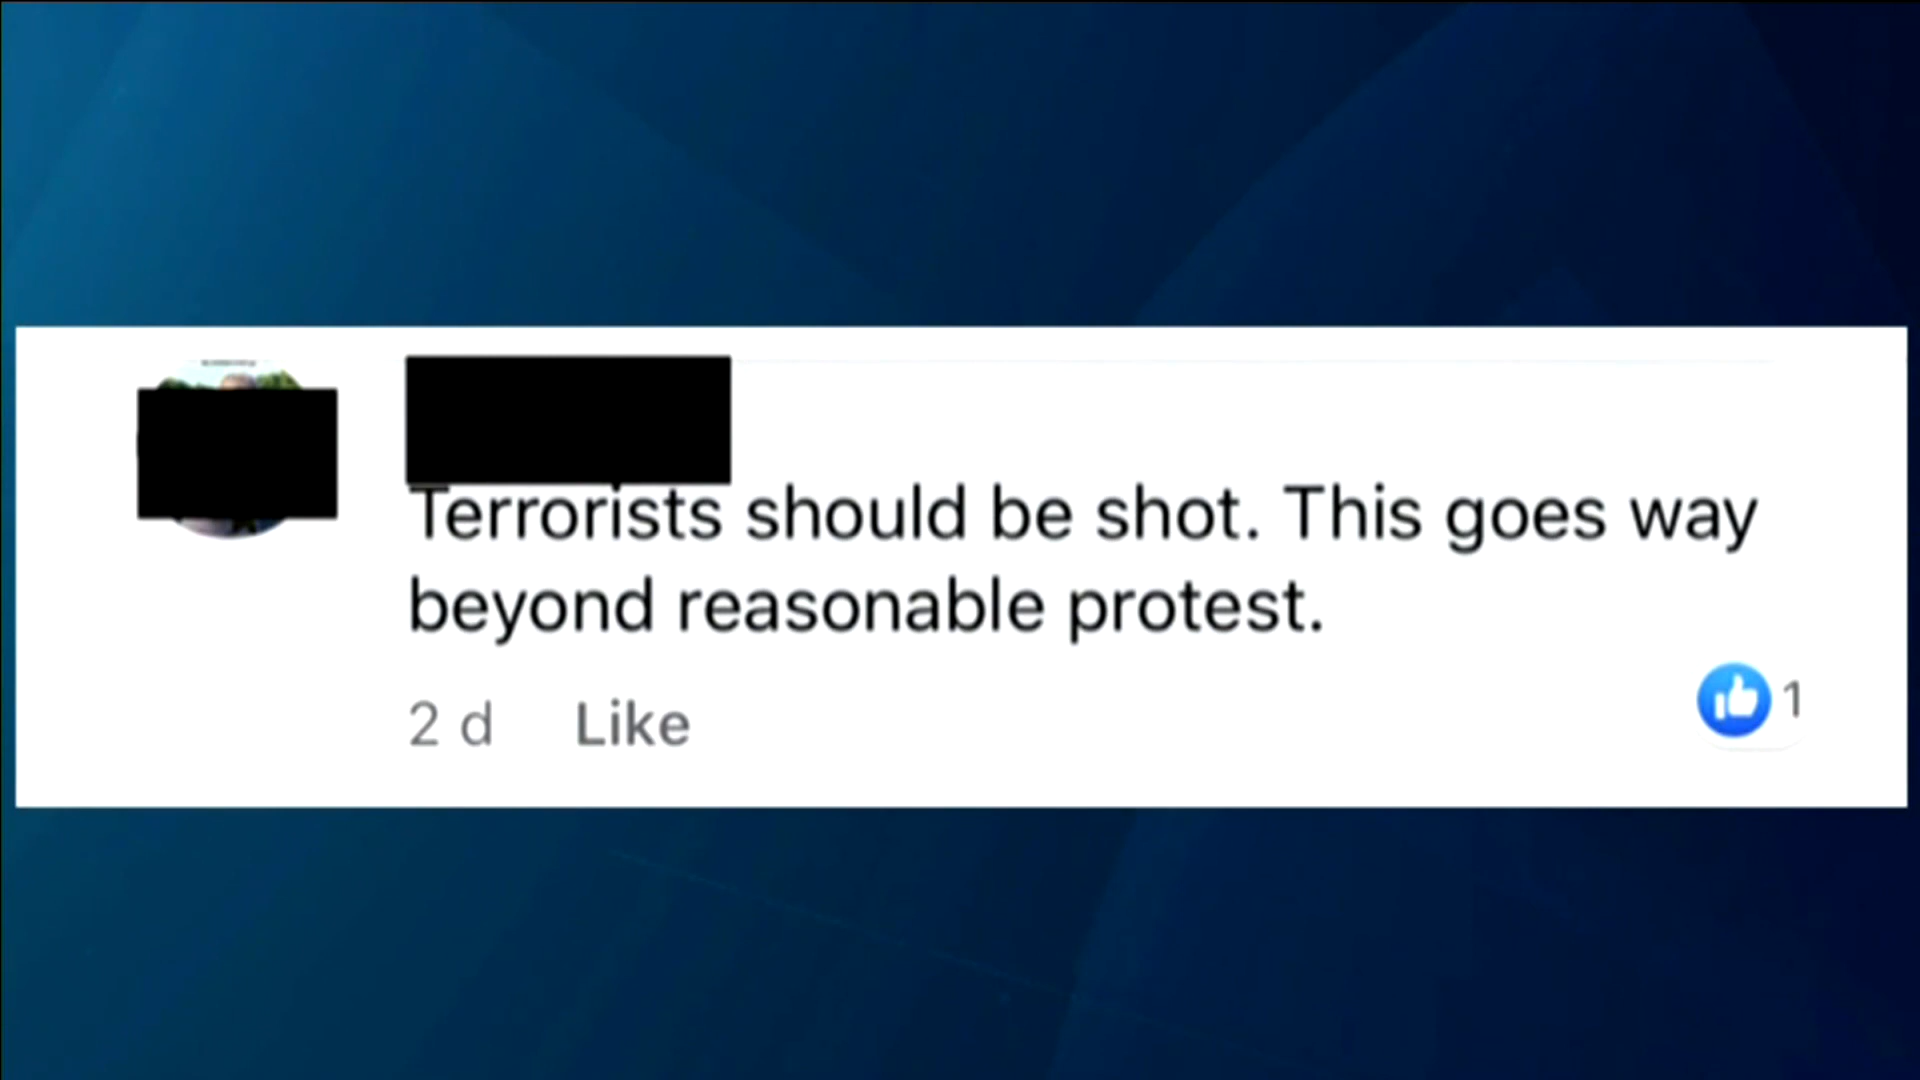 Terrorists should be shot. This goes way
beyond reasonable protest.
2 d Like
1